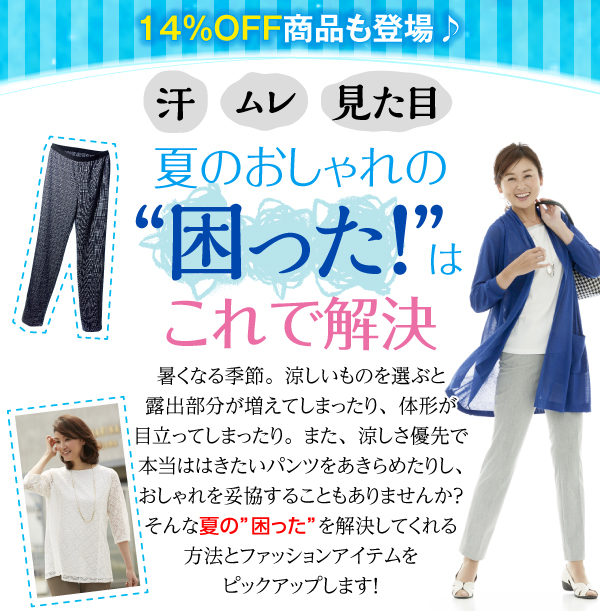 14%OFF商品も登場♪
汗 ムレ 見た目
夏のおしゃれの
“困った!”は
これで解決
暑くなる季節。涼しいものを選ぶと
露出部分が増えてしまったり、体形が
目立ってしまったり。また、涼しさ優先で
本当ははきたいパンツをあきらめたりし、
おしゃれを妥協することもありませんか?
そんな夏の”困った”を解決してくれる
方法とファッションアイテムを
ピックアップします!